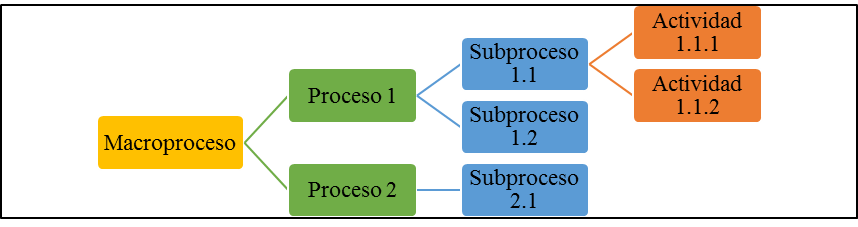 Macroproceso
Proceso 1
Subproceso
1.1
Actividad
1.1.1
Actividad
1.1.2
Subproceso
1.2
Proceso 2
Subproceso
2.1